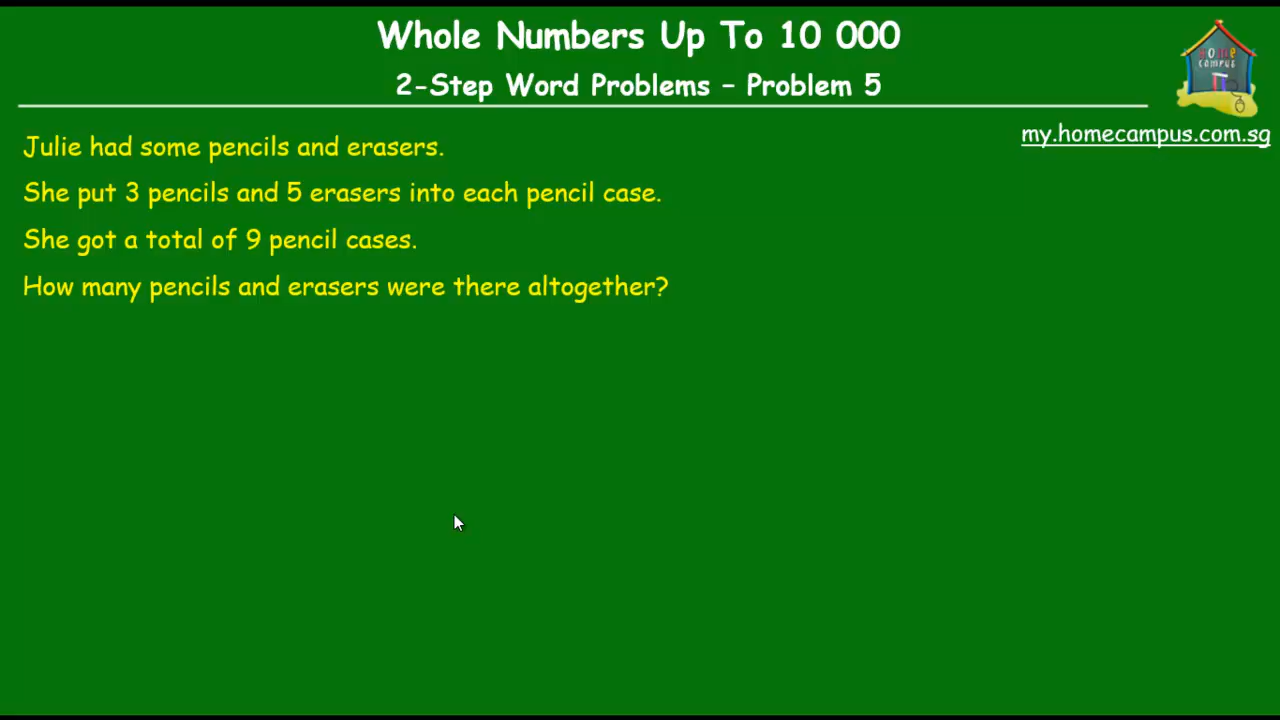 Whole Numbers Up To 10 000
2-Step Word Problems – Problem 5
Home
campus
my.homecampus.com.sg
Julie had some pencils and erasers.
She put 3 pencils and 5 erasers into each pencil case.
She got a total of 9 pencil cases.
How many pencils and erasers were there altogether?